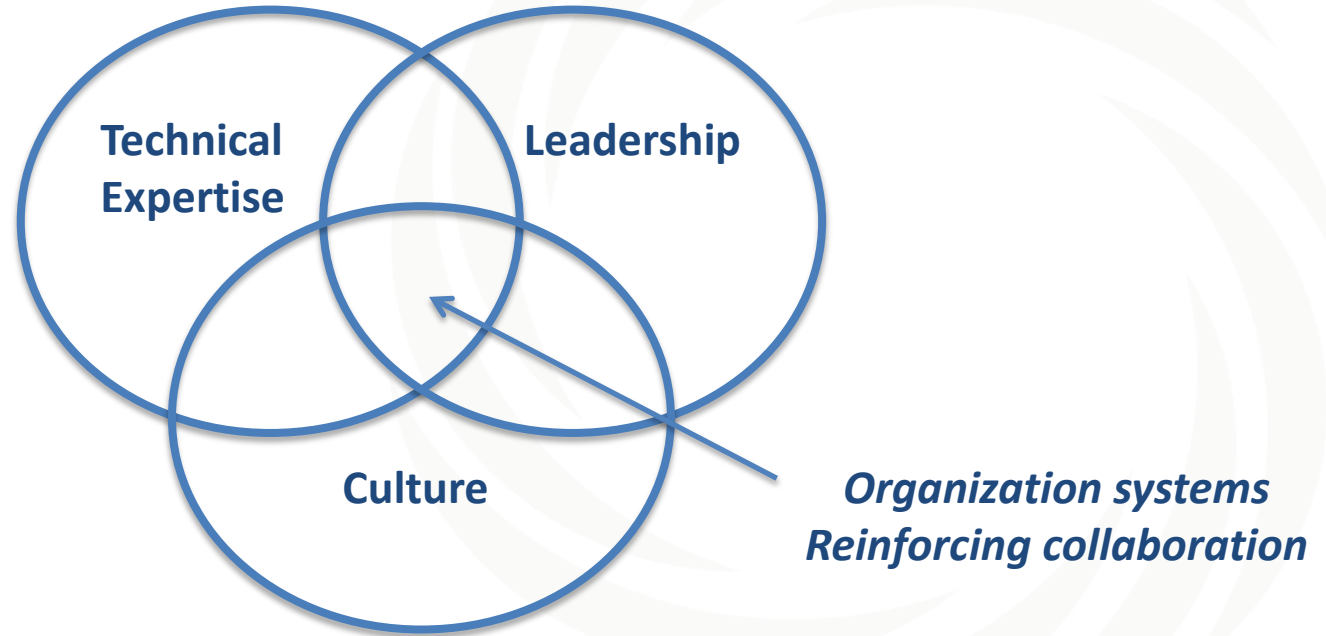 Technical
Expertise
Leadership
Culture
Organization systems
Reinforcing collaboration